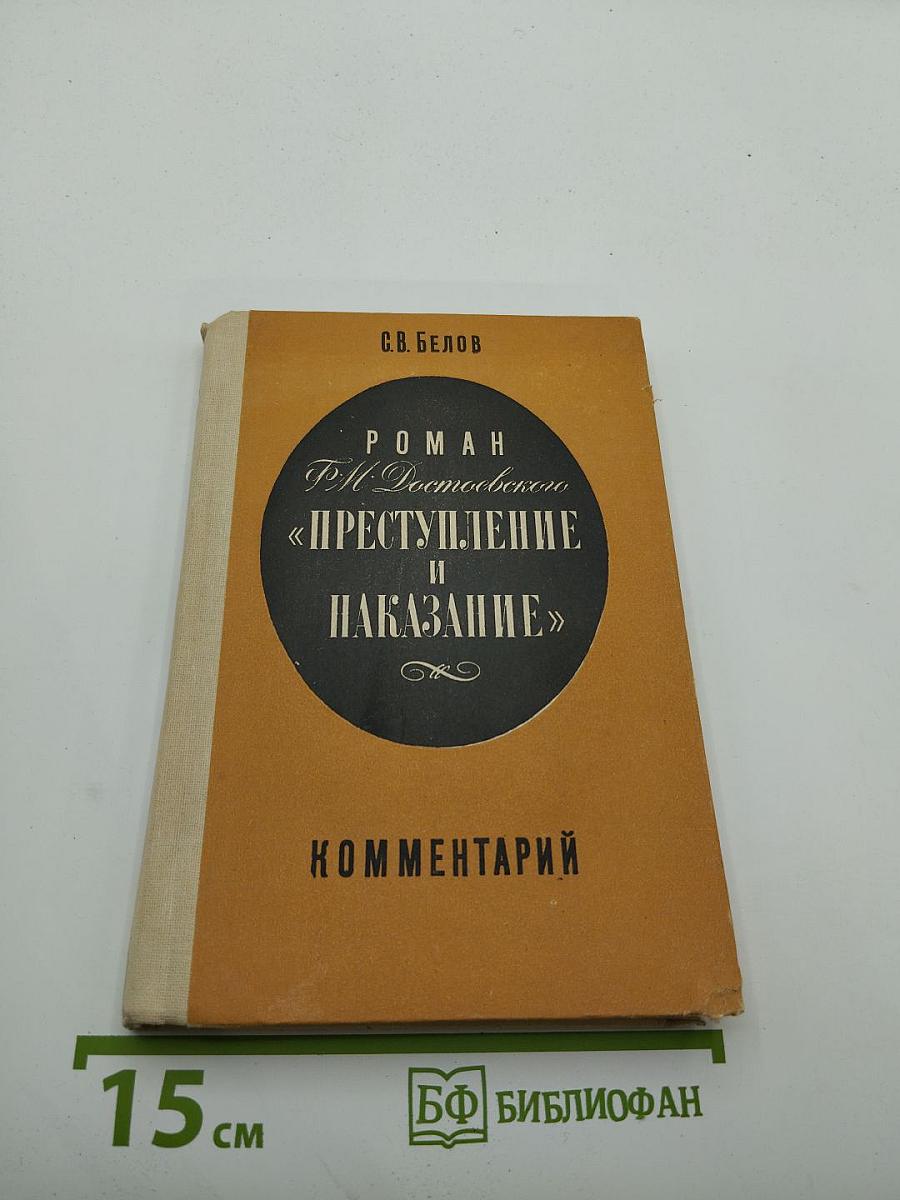 С.В. БЕЛОВ
РОМАН
Ф.М. Достоевского
«ПРЕСТУПЛЕНИЕ
И
НАКАЗАНИЕ»
КОММЕНТАРИЙ
15 см
БФ БИБЛИОФАН